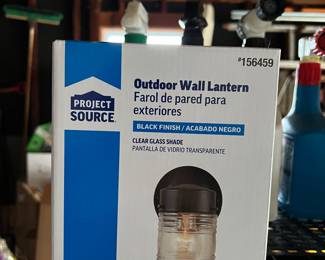 #156459
PROJECT
SOURCE
Outdoor Wall Lantern
Farol de pared para
exteriores
BLACK FINISH / ACABADO NEGRO
CLEAR GLASS SHADE
PANTALLA DE VIDRIO TRANSPARENTE